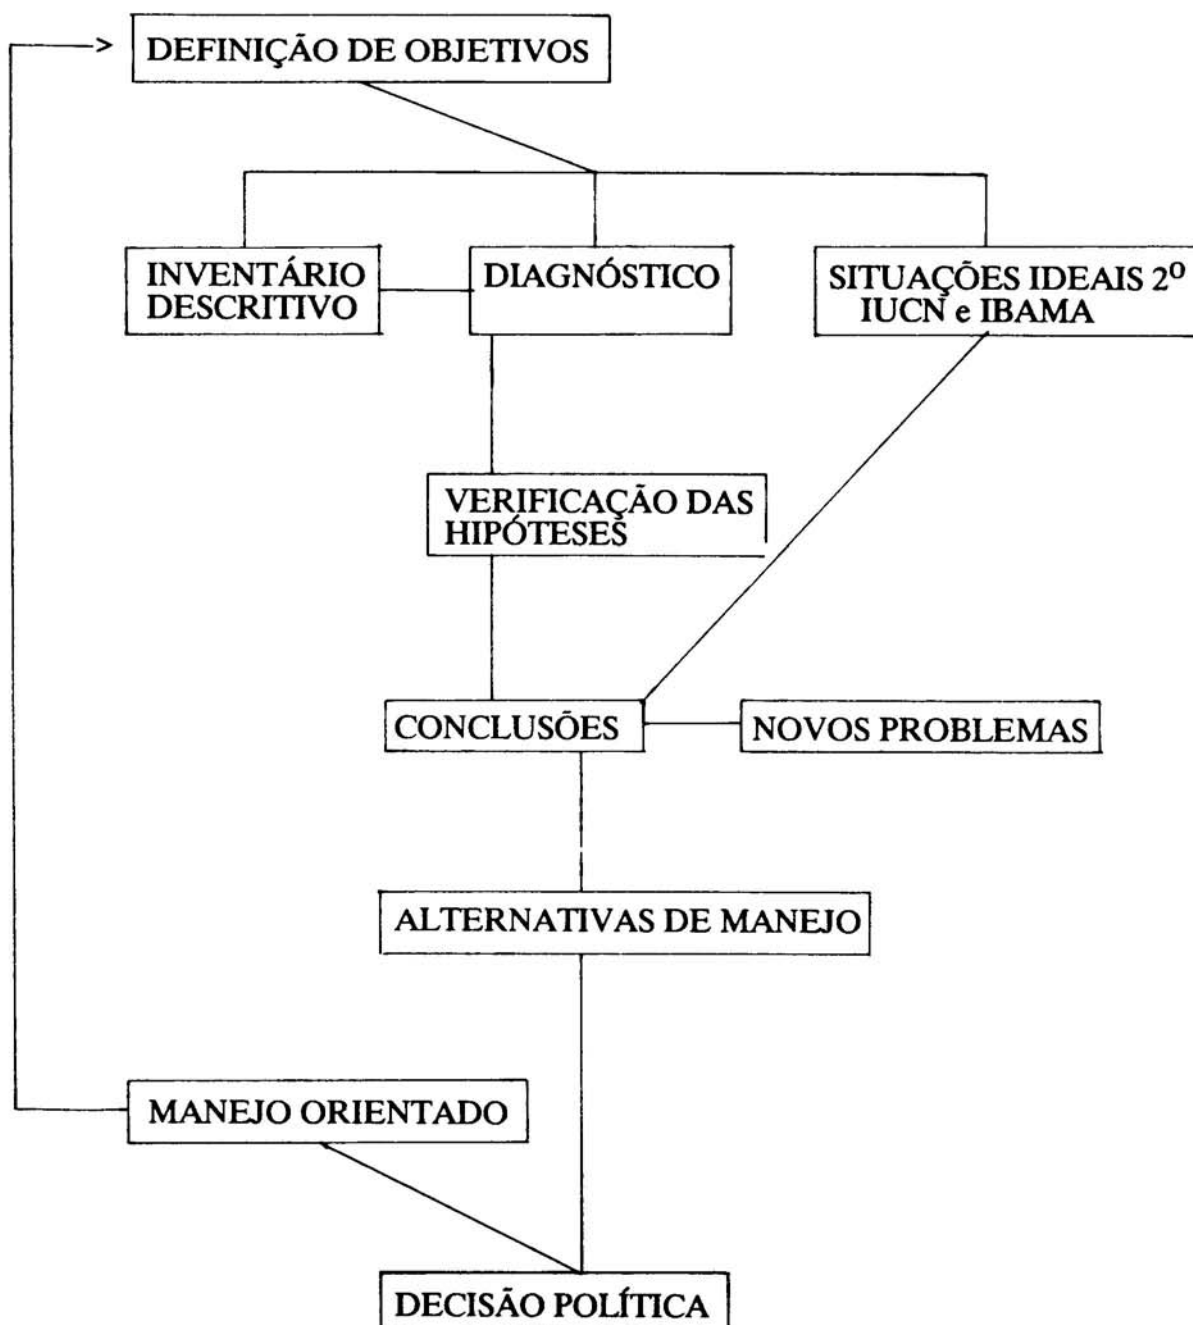 DEFINIÇÃO DE OBJETIVOS
INVENTÁRIO
DESCRITIVO
DIAGNÓSTICO
SITUAÇÕES IDEAIS 2º
IUCN e IBAMA
VERIFICAÇÃO DAS
HIPÓTESES
CONCLUSÕES
NOVOS PROBLEMAS
ALTERNATIVAS DE MANEJO
MANEJO ORIENTADO
DECISÃO POLÍTICA